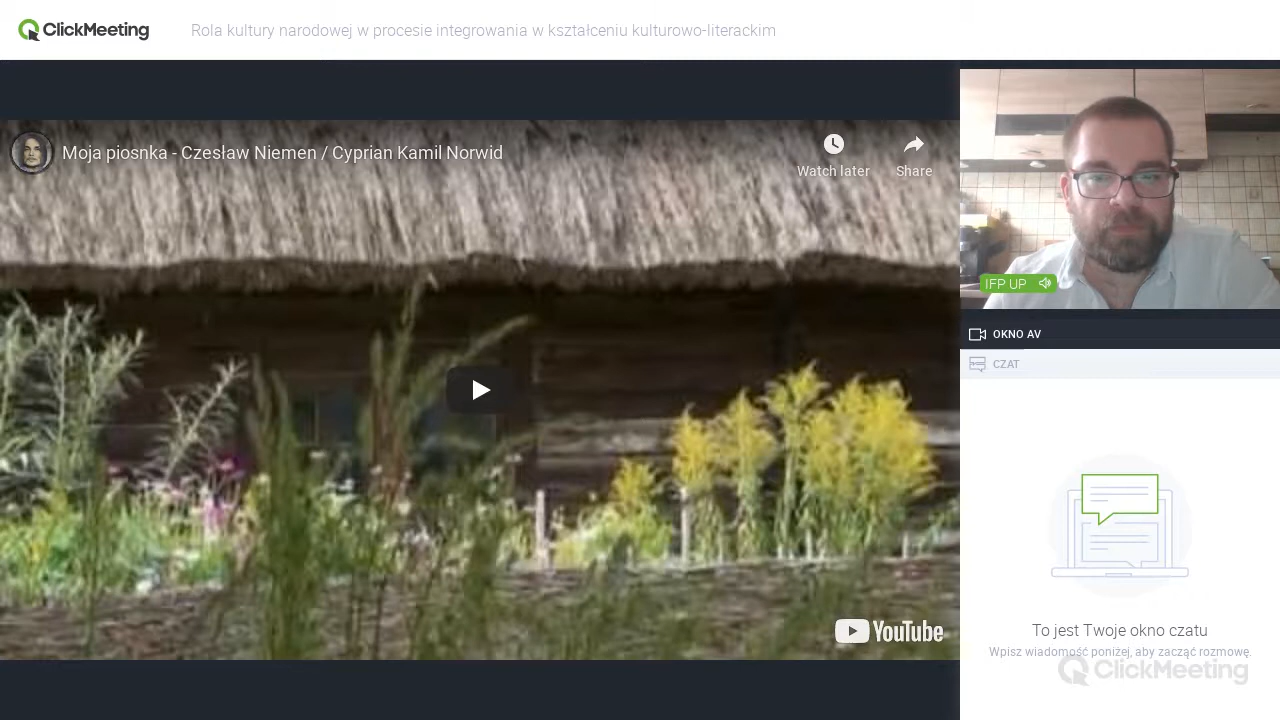 ClickMeeting
Rola kultury narodowej w procesie integrowania w kształceniu kulturowo-literackim
Moja piosnka - Czesław Niemen / Cyprian Kamil Norwid
Watch later
Share
YouTube
IFP UP
OKNO AV
CZAT
To jest Twoje okno czatu
Wpisz wiadomość poniżej, aby zacząć rozmowę.
ClickMeeting